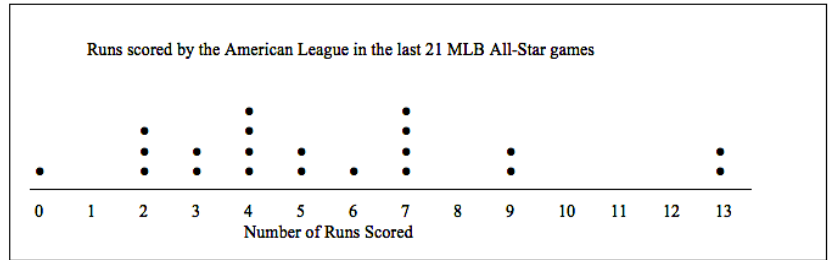 Runs scored by the American League in the last 21 MLB All-Star games
0 1 2 3 4 5 6 7 8 9 10 11 12 13
Number of Runs Scored